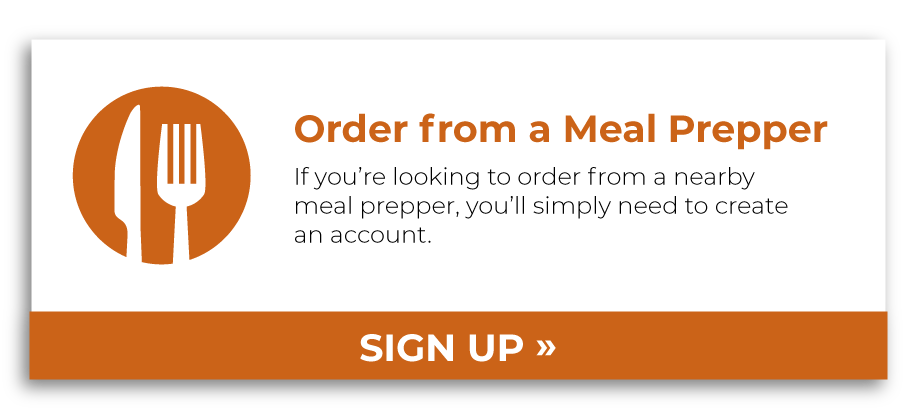 Order from a Meal Prepper
If you’re looking to order from a nearby
meal prepper, you’ll simply need to create
an account.
SIGN UP »